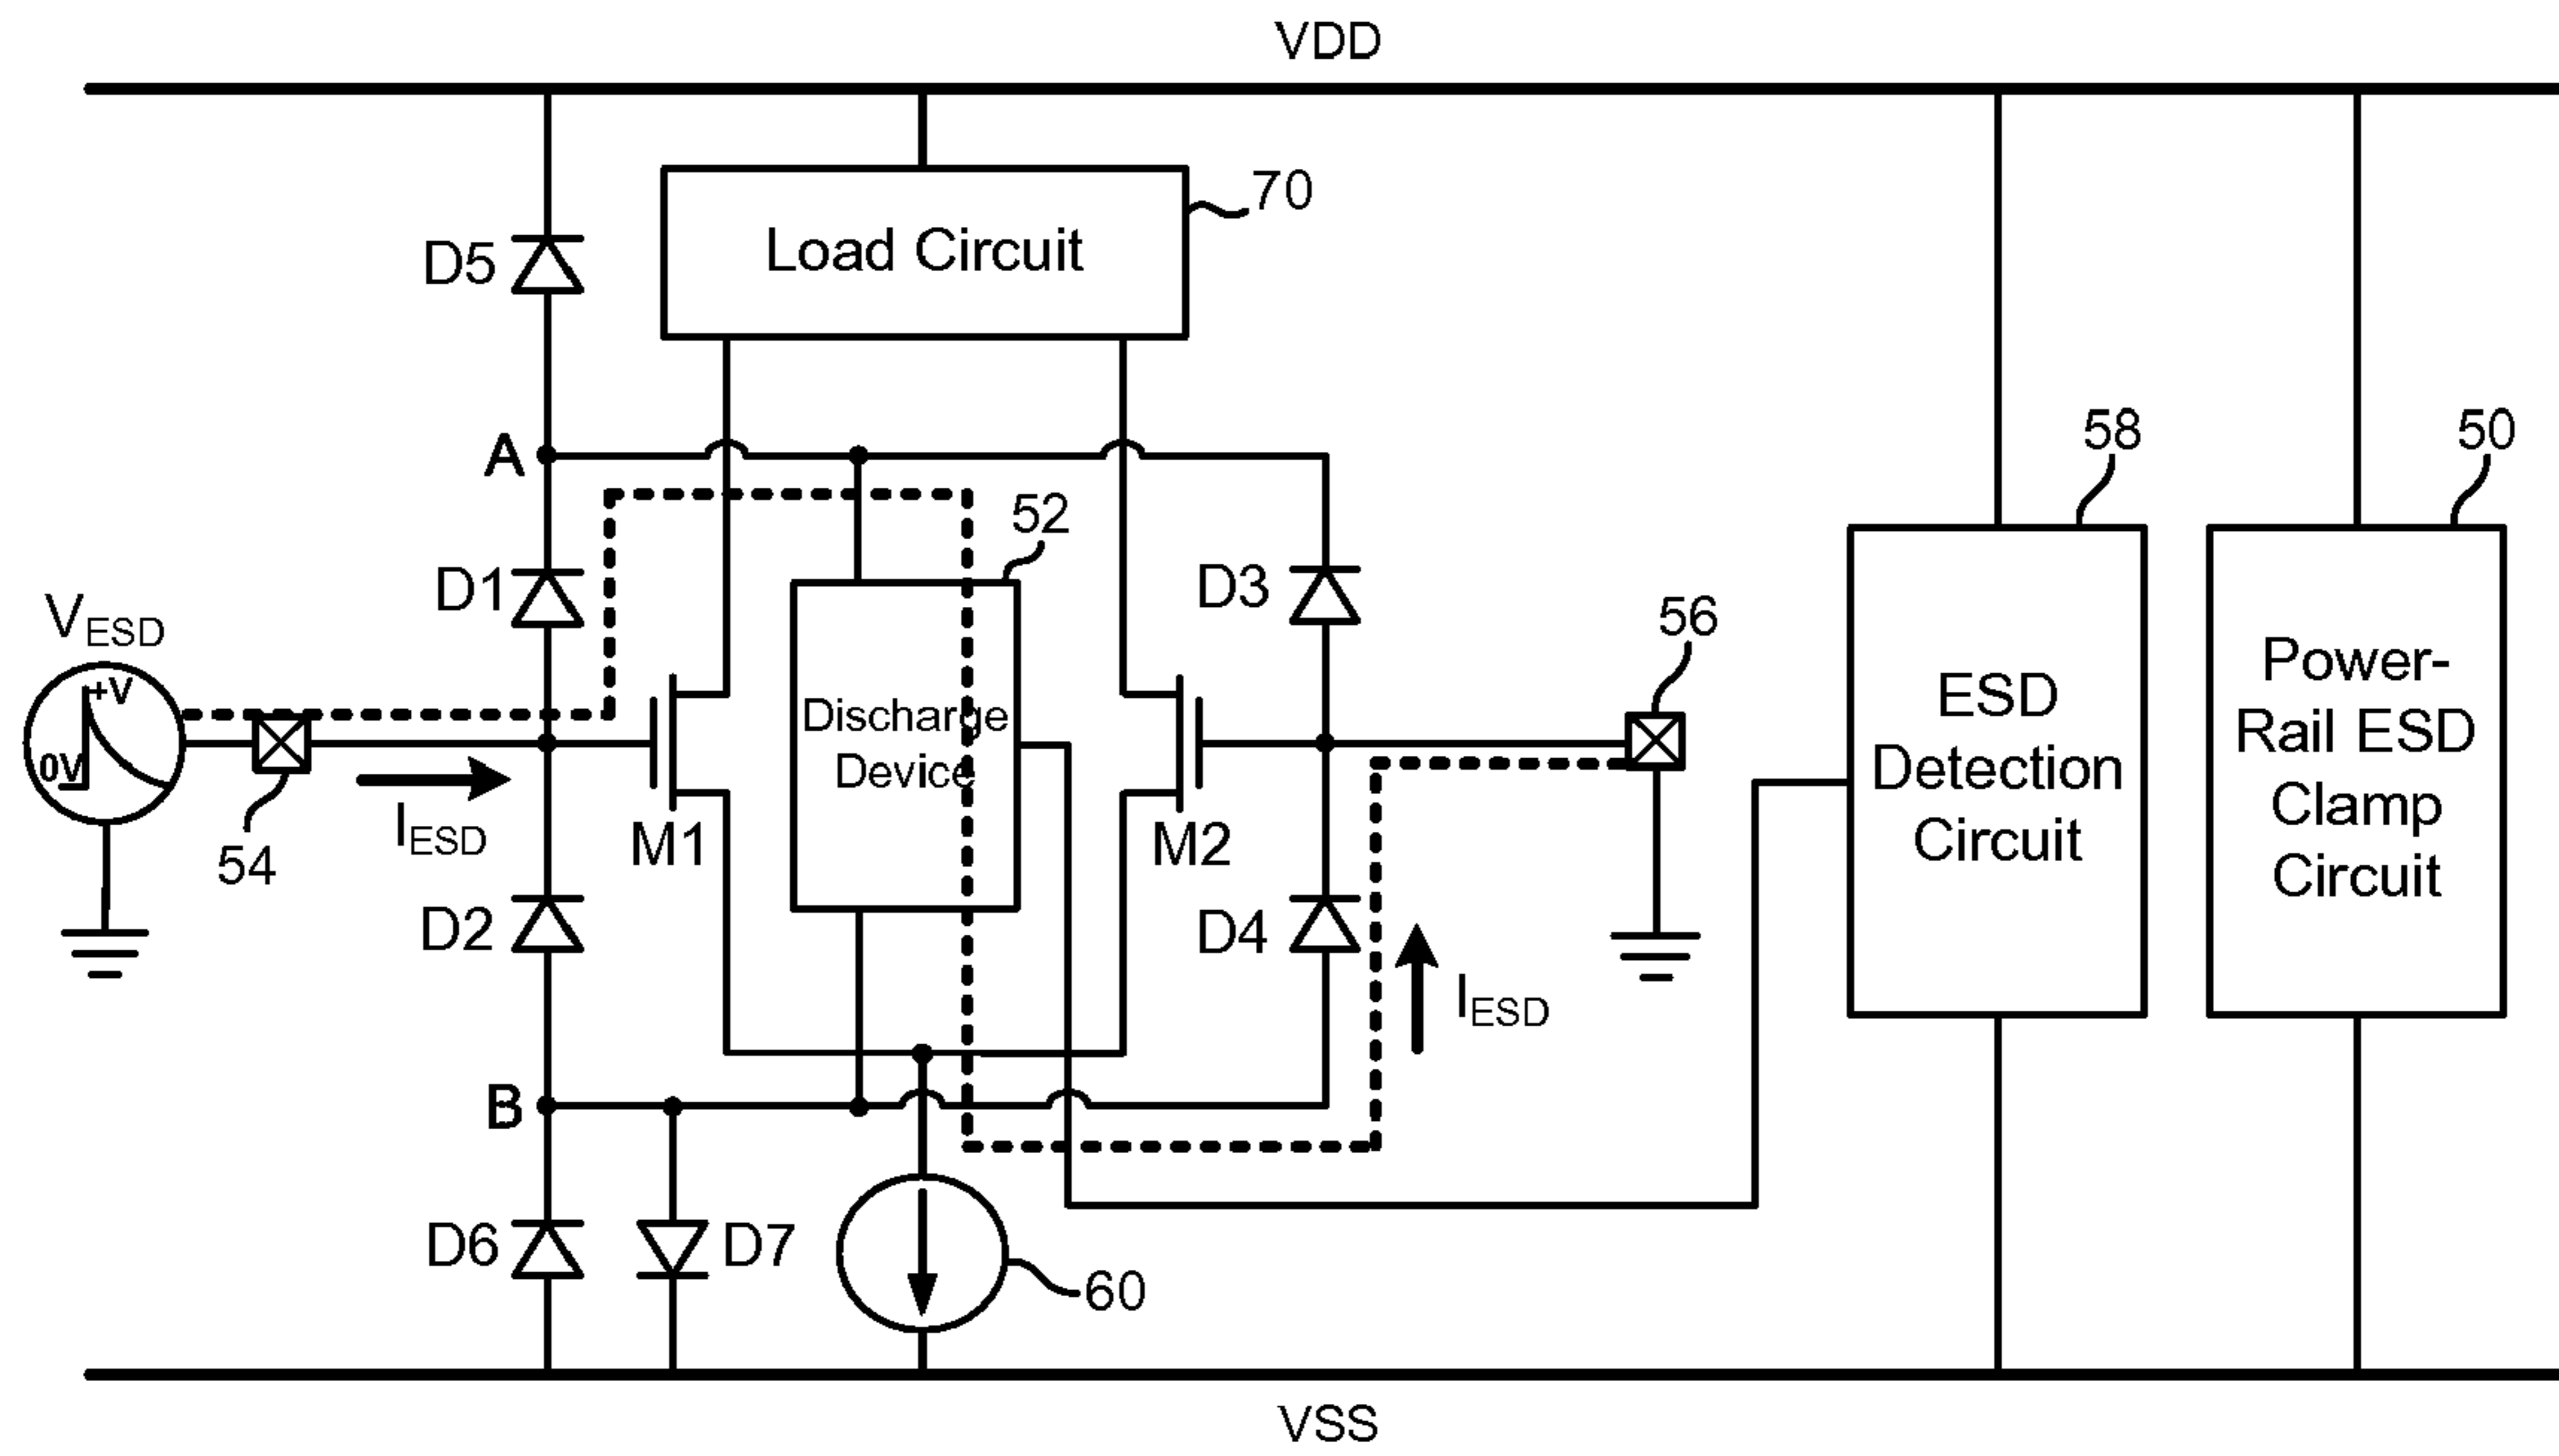 VDD
70
Load Circuit
D5
A
58
50
52
D1
D3
VESD
56
+V
0V
Discharge
Device
ESD
Detection
Circuit
Power-
Rail ESD
Clamp
Circuit
IESD
54
M1
M2
D2
D4
IESD
B
D6
D7
60
VSS